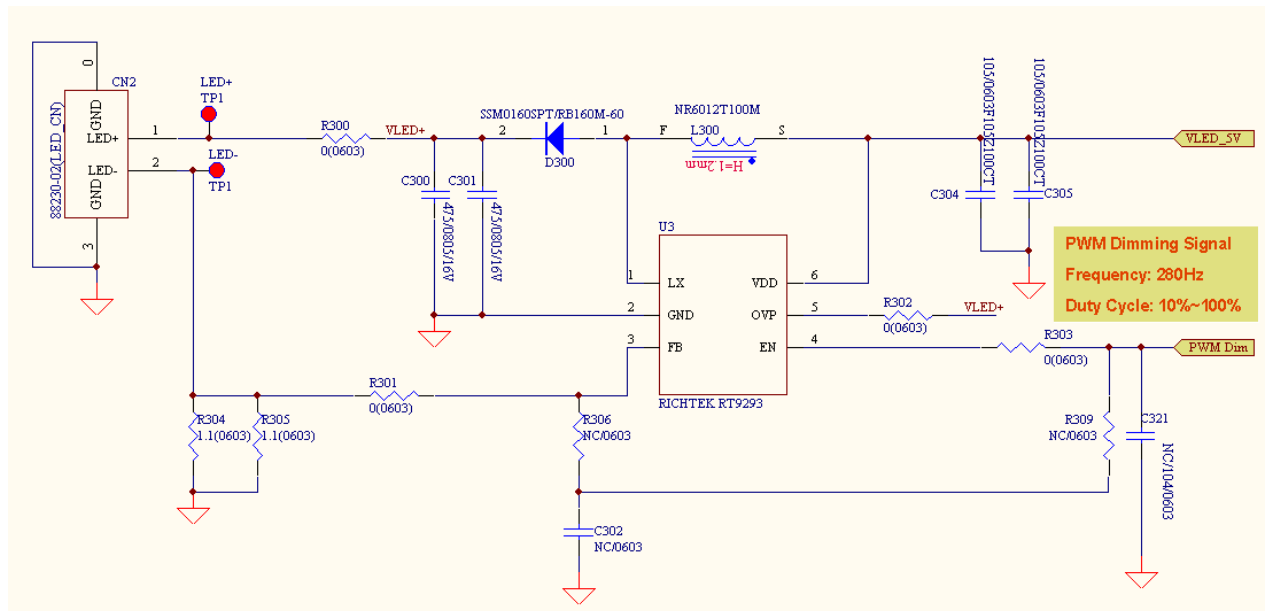 0
CN2
88230-02(LED_CN)
GND
LED+
LED-
GND
3
1
2
LED+
TP1
LED-
TP1
R300
0(0603)
VLED+
SSM0160SPT/RB160M-60
2
1
D300
NR6012T100M
F
L300
S
H=1.2mm
C300
475/0805/16V
C301
475/0805/16V
105/0603F105Z100CT
105/0603F105Z100CT
C304
C305
VLED_5V
U3
1
LX
VDD
6
2
GND
OVP
5
3
FB
EN
4
RICHTEK RT9293
R302
0(0603)
VLED+
R303
0(0603)
PWM Dimming Signal
Frequency: 280Hz
Duty Cycle: 10%~100%
PWM Dim
R301
0(0603)
R304
1.1(0603)
R305
1.1(0603)
R306
NC/0603
R309
NC/0603
C321
NC/104/0603
C302
NC/0603